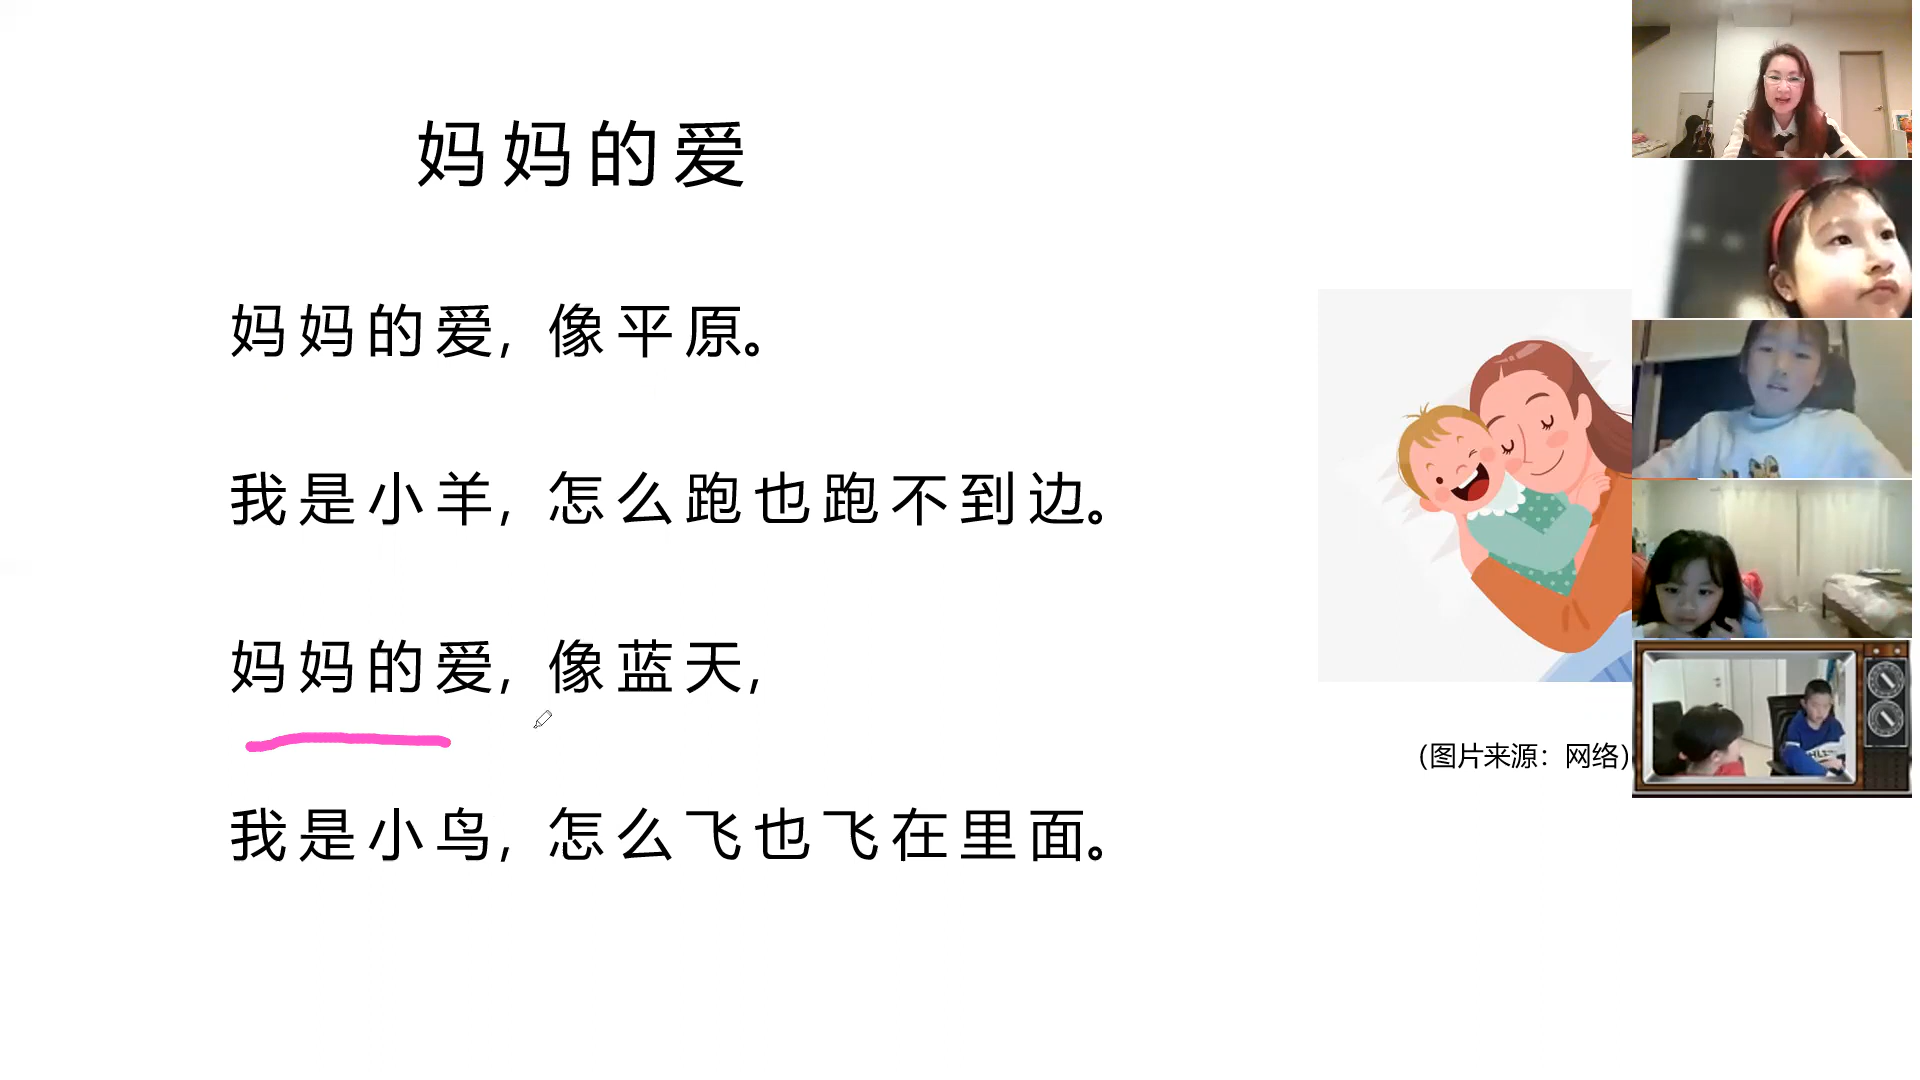 妈妈的爱
妈妈的爱，像平原。
我是小羊，怎么跑也跑不到边。
妈妈的爱，像蓝天，
我是小鸟，怎么飞也飞在里面。
（图片来源：网络）